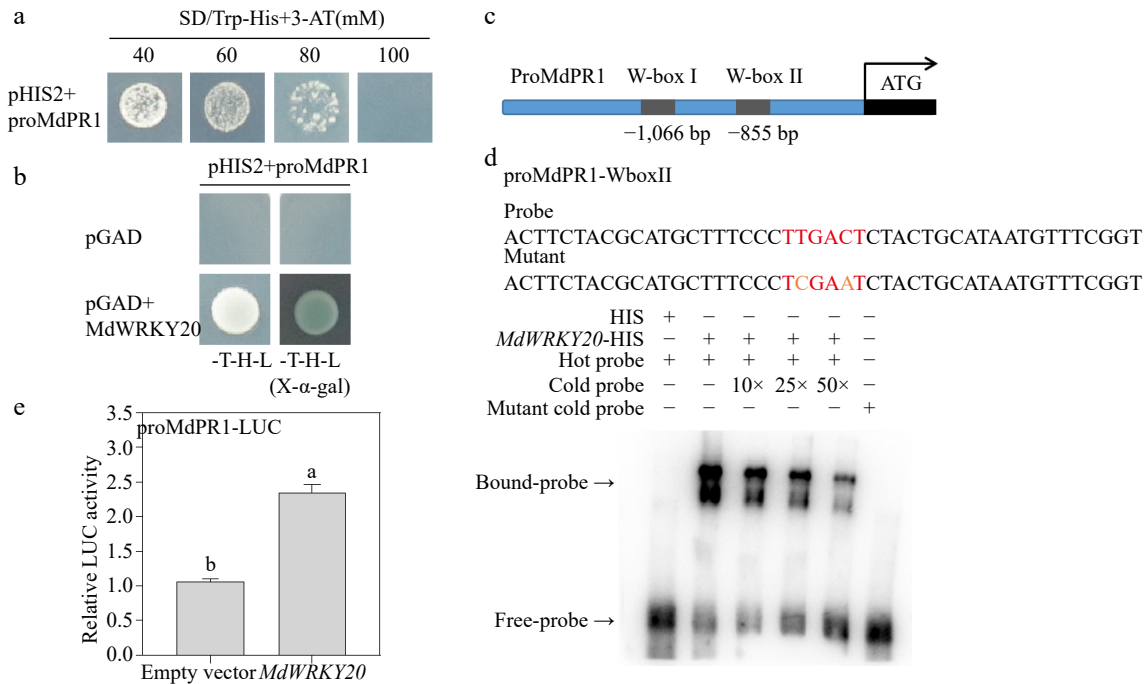 a
SD/Trp-His+3-AT(mM)
40 60 80 100
pHIS2+
proMdPR1
b
pHIS2+proMdPR1
pGAD
pGAD+
MdWRKY20
-T-H-L -T-H-L
(X-α-gal)
c
ProMdPR1 W-box I W-box II ATG
−1,066 bp −855 bp
d
proMdPR1-WboxII
Probe
ACTTCTACGCATGCTTTCCCTTGACTCTACTGCATAATGTTTCGGT
Mutant
ACTTCTACGCATGCTTTCCCTCGAATCTACTGCATAATGTTTCGGT
HIS + − − − − −
MdWRKY20-HIS − + + + + −
Hot probe + + + + + −
Cold probe − − 10× 25× 50× −
Mutant cold probe − − − − − +
Bound-probe →
Free-probe →
e
proMdPR1-LUC
Relative LUC activity
3.5
3.0
2.5
2.0
1.5
1.0
0.5
0.0
b
a
Empty vector MdWRKY20